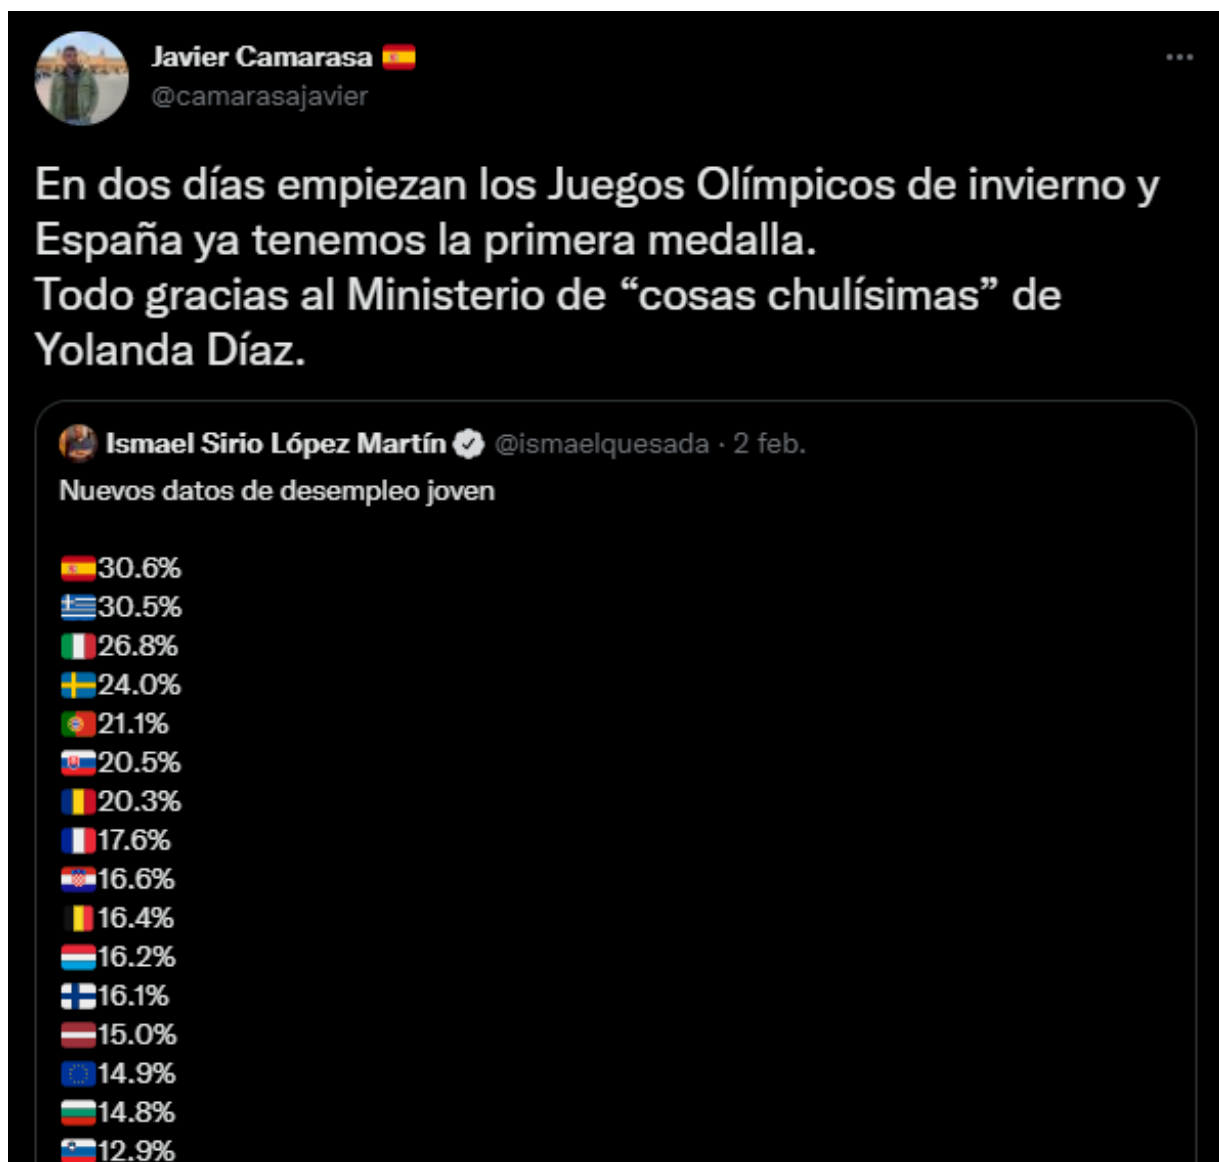 Javier Camarasa 🇪🇸
@camarasajavier
En dos días empiezan los Juegos Olímpicos de invierno y
España ya tenemos la primera medalla.
Todo gracias al Ministerio de “cosas chulísimas” de
Yolanda Díaz.
Ismael Sirio López Martín @ismaelquesada · 2 feb.
Nuevos datos de desempleo joven
🇪🇸30.6%
🇬🇷30.5%
🇮🇹26.8%
🇸🇪24.0%
🇵🇹21.1%
🇸🇰20.5%
🇷🇴20.3%
🇫🇷17.6%
🇭🇷16.6%
🇧🇪16.4%
🇱🇺16.2%
🇫🇮16.1%
🇱🇻15.0%
🇪🇺14.9%
🇧🇬14.8%
🇸🇮12.9%